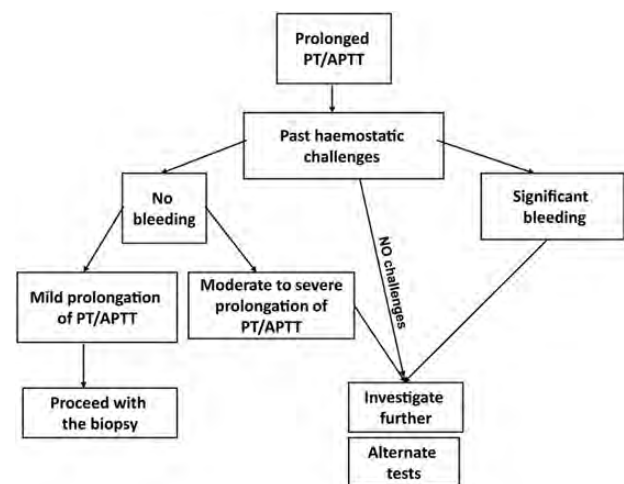 Prolonged
PT/APTT
Past haemostatic
challenges
No
bleeding
Significant
bleeding
NO challenges
Mild prolongation
of PT/APTT
Moderate to severe
prolongation of
PT/APTT
Proceed with
the biopsy
Investigate
further
Alternate
tests